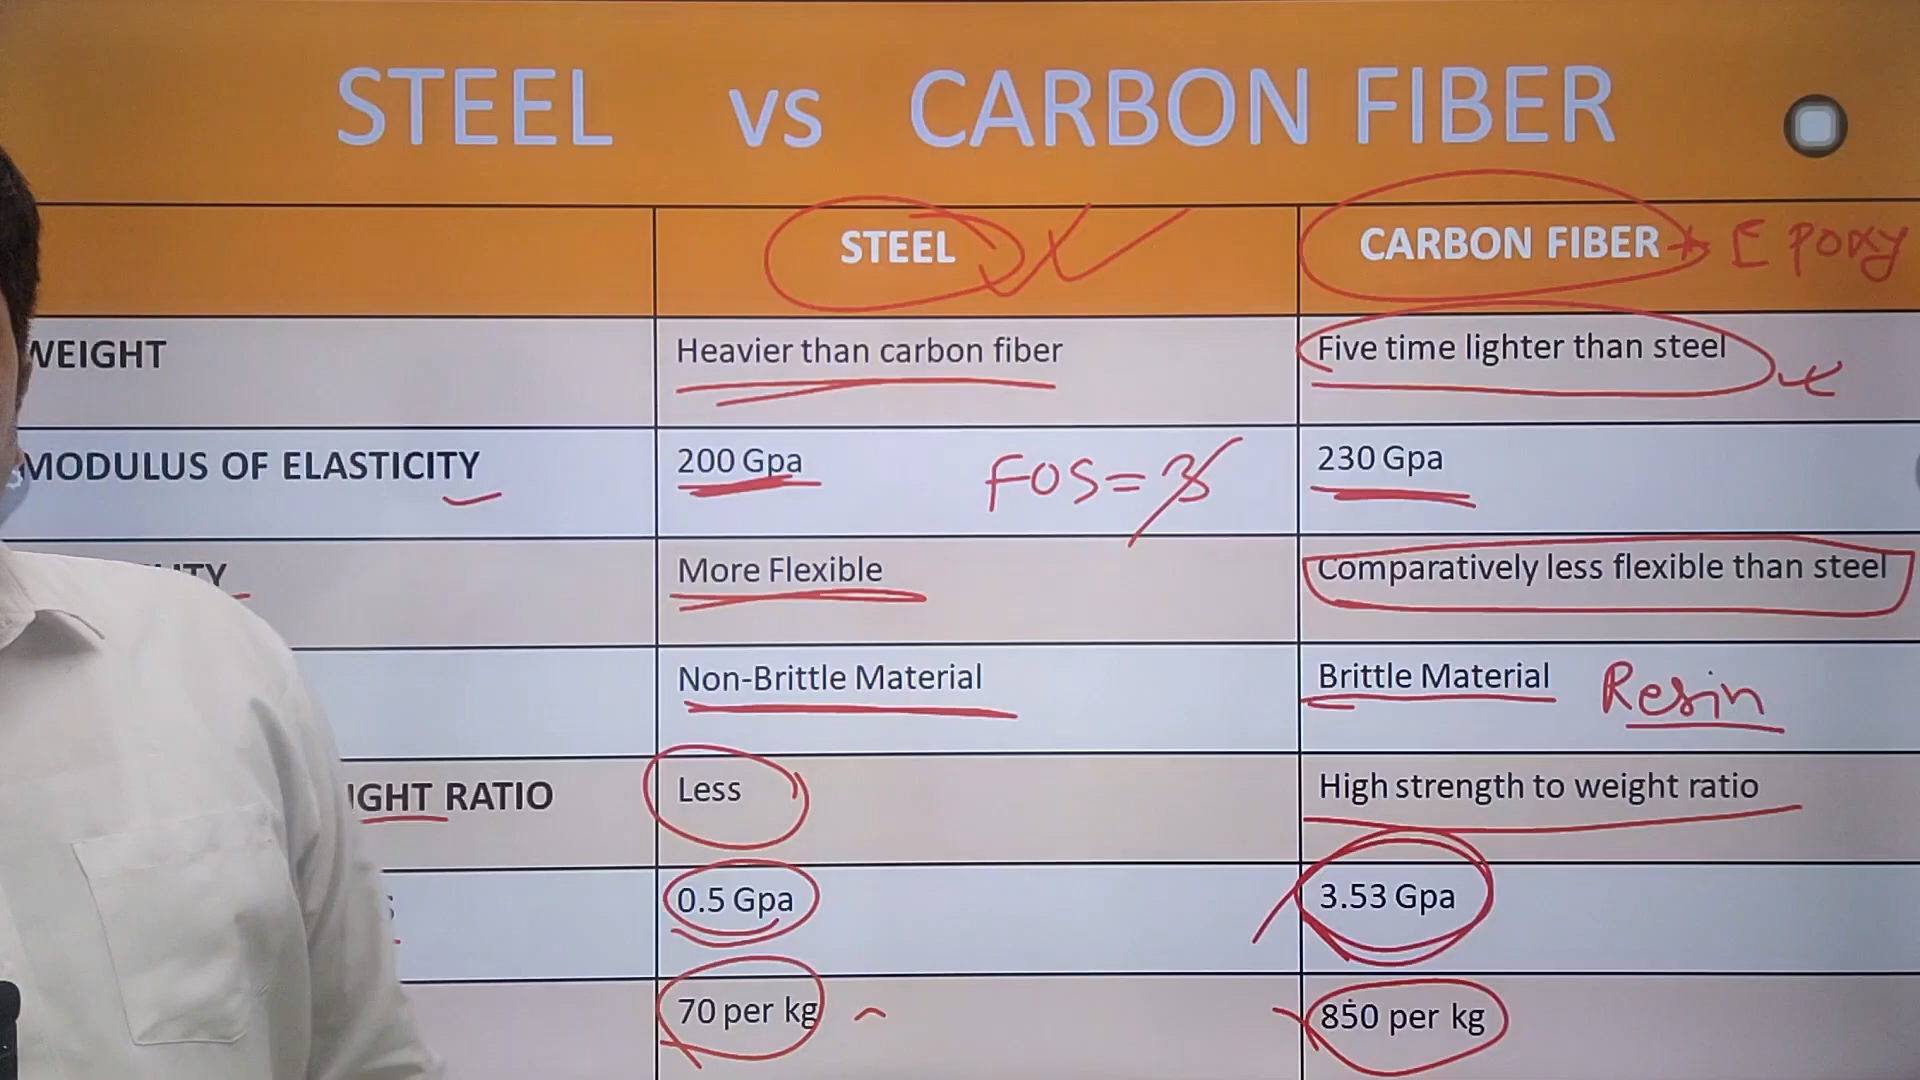 STEEL vs CARBON FIBER
STEEL
CARBON FIBER
Epoxy
WEIGHT
Heavier than carbon fiber
Five time lighter than steel
MODULUS OF ELASTICITY
200 Gpa
FOS=
230 Gpa
More Flexible
Comparatively less flexible than steel
Non-Brittle Material
Brittle Material
Resin
RATIO
Less
High strength to weight ratio
0.5 Gpa
3.53 Gpa
70 per kg
850 per kg